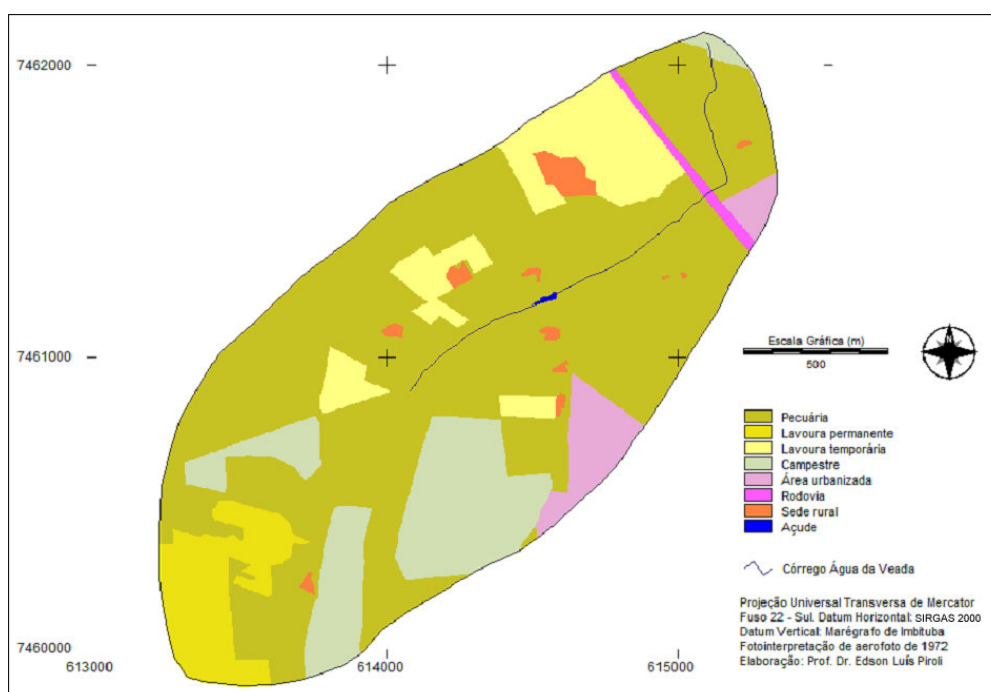 7462000
7461000
7460000
613000
614000
615000
Escala Gráfica (m)
500
Pecuária
Lavoura permanente
Lavoura temporária
Campestre
Área urbanizada
Rodovia
Sede rural
Açude
Córrego Água da Veada
Projeção Universal Transversa de Mercator
Fuso 22 - Sul. Datum Horizontal: SIRGAS 2000
Datum Vertical: Marégrafo de Imbituba
Fotointerpretação de aerofoto de 1972
Elaboração: Prof. Dr. Edson Luís Piroli